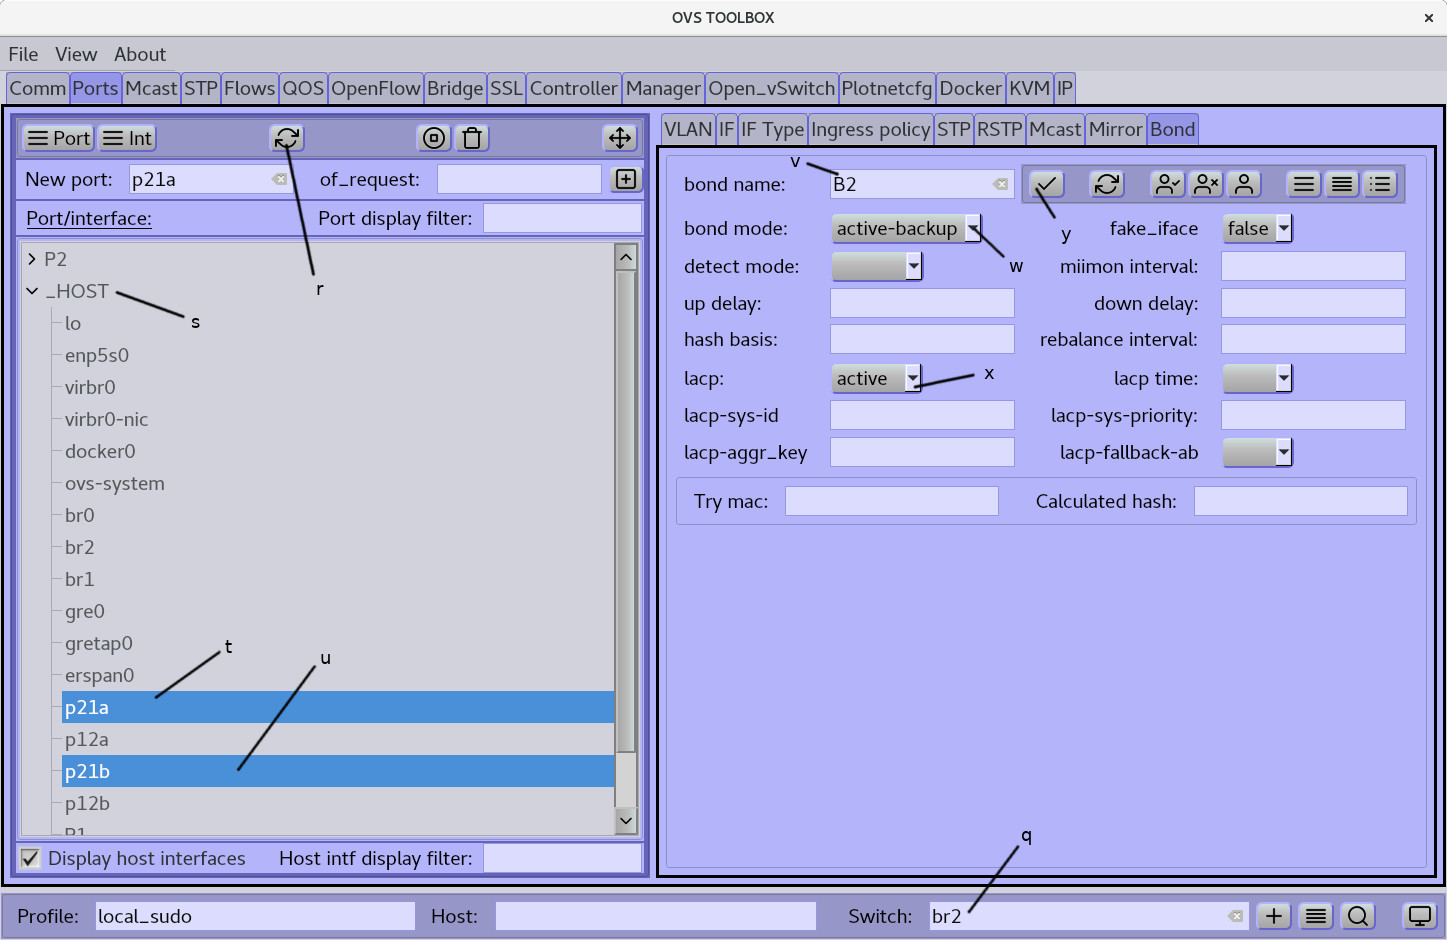 OVS TOOLBOX
File View About
Comm Ports Mcast STP Flows QOS OpenFlow Bridge SSL Controller Manager Open_vSwitch Plotnetcfg Docker KVM IP
Port Int
New port: p21a of_request:
Port/interface: Port display filter:
P2
_HOST
lo
enp5s0
virbr0
virbr0-nic
docker0
ovs-system
br0
br2
br1
gre0
gretap0
erspan0
p21a
p12a
p21b
p12b
P1
r
s
t
u
Display host interfaces Host intf display filter:
VLAN IF IF Type Ingress policy STP RSTP Mcast Mirror Bond
v
bond name: B2
y
bond mode: active-backup fake_iface false
w
detect mode: miimon interval:
up delay: down delay:
hash basis: rebalance interval:
x
lacp: active lacp time:
lacp-sys-id lacp-sys-priority:
lacp-aggr_key lacp-fallback-ab
Try mac: Calculated hash:
q
Profile: local_sudo Host: Switch: br2